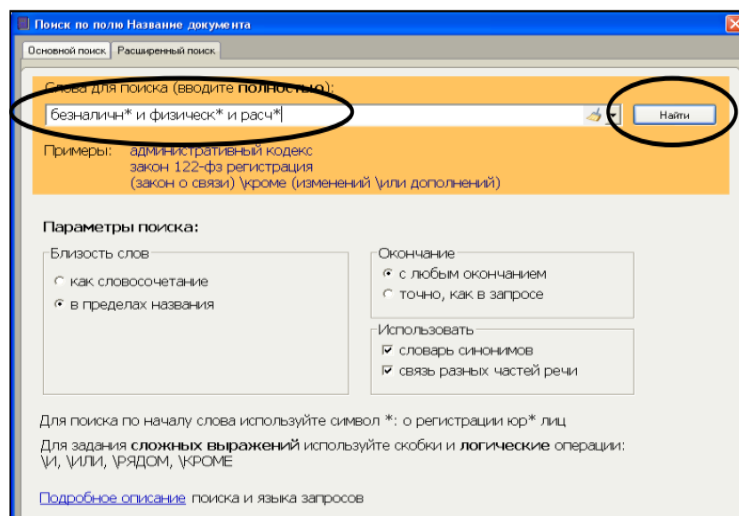 Поиск по полю Название документа
Основной поиск Расширенный поиск
Слова для поиска (вводите полностью):
безналичн* и физическ* и расч*
Найти
Примеры: административный кодекс
закон 122-фз регистрация
(закон о связи) \кроме (изменений \или дополнений)
Параметры поиска:
Близость слов
как словосочетание
в пределах названия
Окончание
с любым окончанием
точно, как в запросе
Использовать
словарь синонимов
связь разных частей речи
Для поиска по началу слова используйте символ *: о регистрации юр* лиц
Для задания сложных выражений используйте скобки и логические операции:
\И, \ИЛИ, \РЯДОМ, \КРОМЕ
Подробное описание поиска и языка запросов